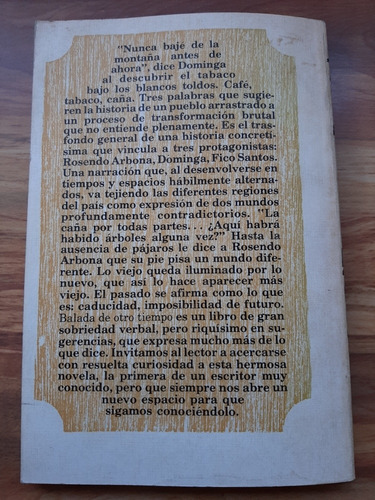 "Nunca bajé de la
montaña antes de
ahora", dice Dominga
al descubrir el tabaco
bajo los blancos toldos. Café,
tabaco, caña. Tres palabras que sugie-
ren la historia de un pueblo arrastrado a
un proceso de transformación brutal
que no entiende plenamente. Es el tras-
fondo general de una historia concretí-
sima que vincula a tres protagonistas:
Rosendo Arbona, Dominga, Fico Santos.
Una narración que, al desenvolverse en
tiempos y espacios hábilmente alterna-
dos, va tejiendo las diferentes regiones
del país como expresión de dos mundos
profundamente contradictorios. "La
caña por todas partes... ¿Aquí habrá
habido árboles alguna vez?" Hasta la
ausencia de pájaros le dice a Rosendo
Arbona que su pie pisa un mundo dife-
rente. Lo viejo queda iluminado por lo
nuevo, que así lo hace aparecer más
viejo. El pasado se afirma como lo que
es: caducidad, imposibilidad de futuro.
Balada de otro tiempo es un libro de gran
sobriedad verbal, pero riquísimo en su-
gerencias, que expresa mucho más de lo
que dice. Invitamos al lector a acercarse
con resuelta curiosidad a esta hermosa
novela, la primera de un escritor muy
conocido, pero que siempre nos abre un
nuevo espacio para que
sigamos conociéndolo.